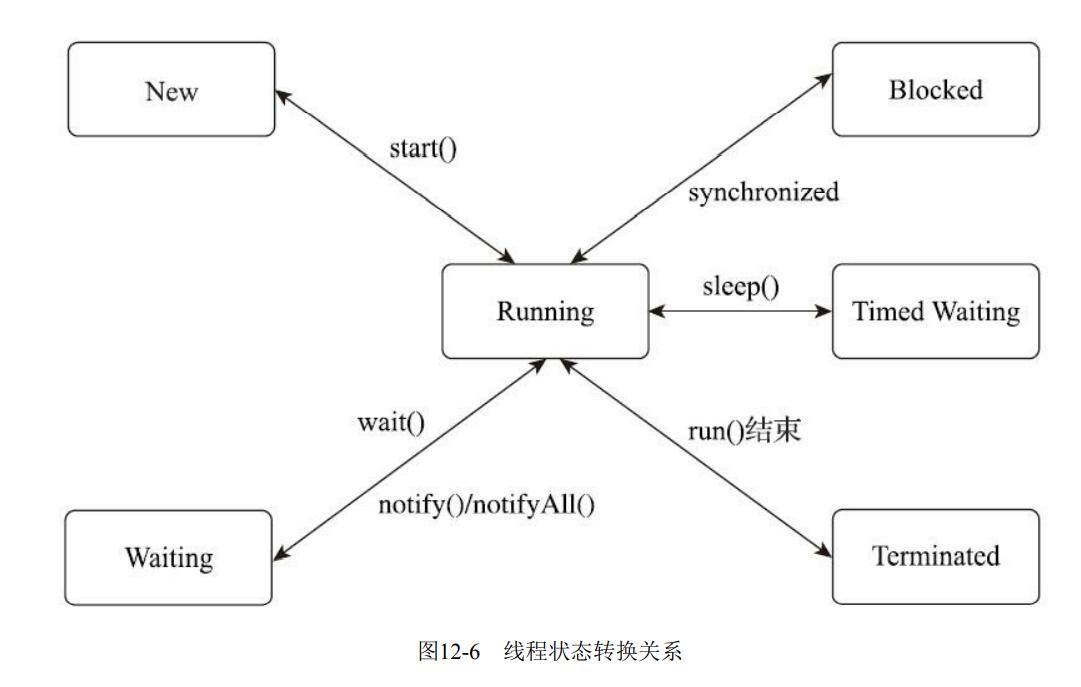 New
Blocked
start()
synchronized
sleep()
Running
Timed Waiting
wait()
run()结束
notify()/notifyAll()
Waiting
Terminated
图12-6 线程状态转换关系